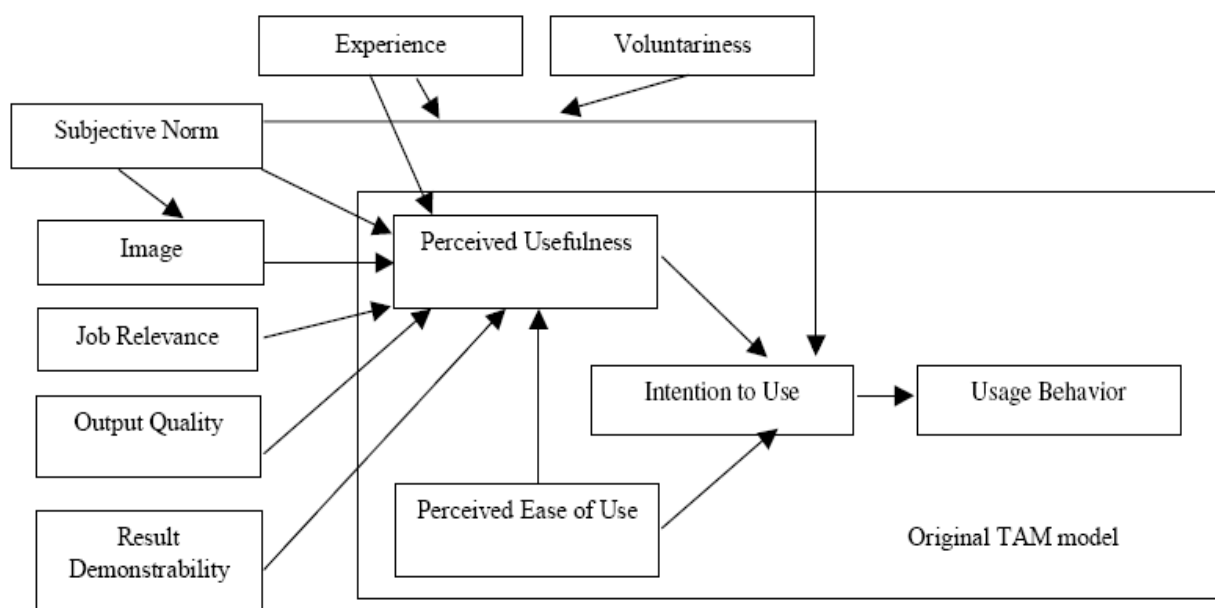 Experience
Voluntariness
Subjective Norm
Image
Perceived Usefulness
Job Relevance
Intention to Use
Usage Behavior
Output Quality
Perceived Ease of Use
Original TAM model
Result
Demonstrability